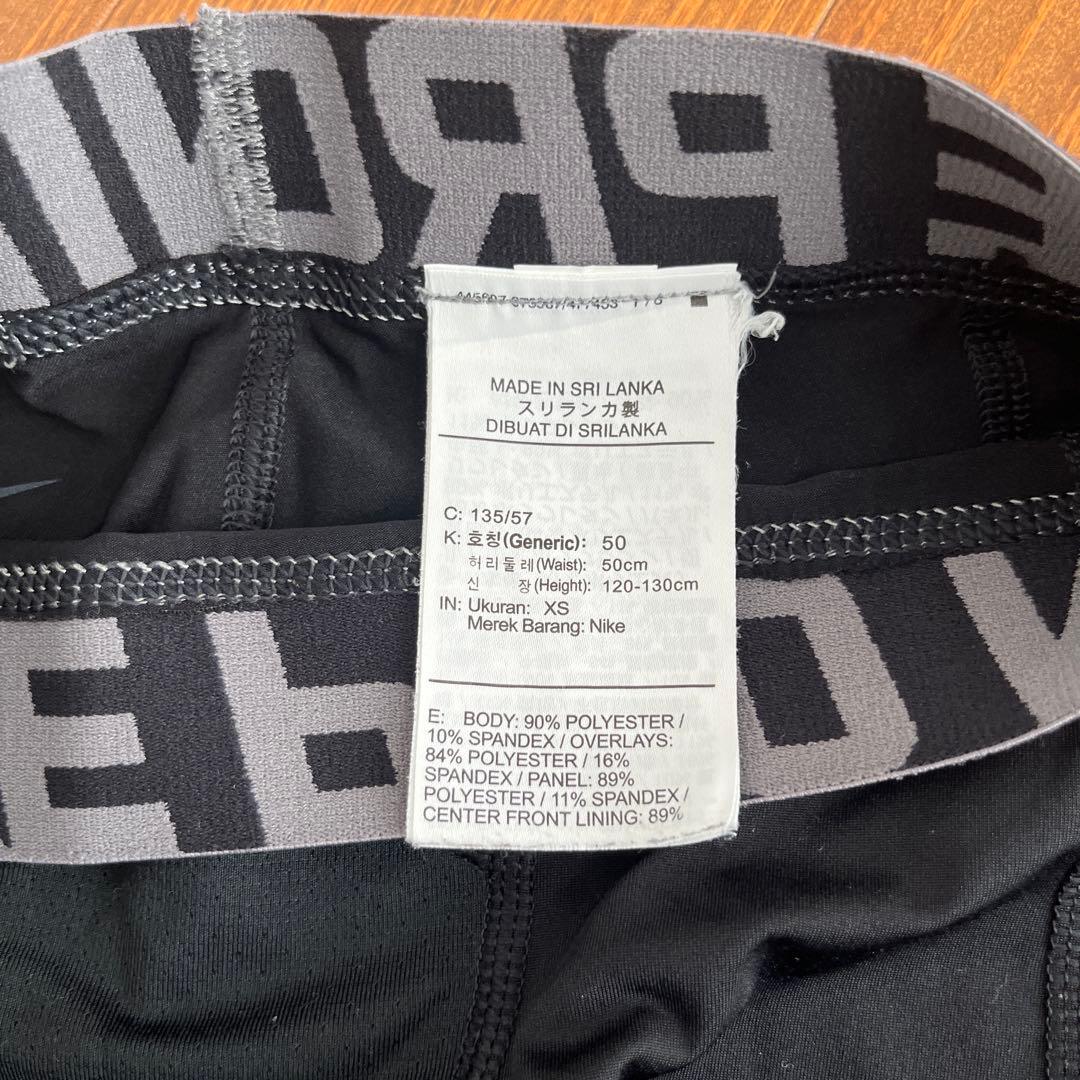 PRO
MADE IN SRI LANKA
スリランカ製
DIBUAT DI SRILANKA
C: 135/57
K: 호칭(Generic): 50
허리둘레(Waist): 50cm
신 장(Height): 120-130cm
IN: Ukuran: XS
Merek Barang: Nike
E: BODY: 90% POLYESTER /
10% SPANDEX / OVERLAYS:
84% POLYESTER / 16%
SPANDEX / PANEL: 89%
POLYESTER / 11% SPANDEX /
CENTER FRONT LINING: 89%